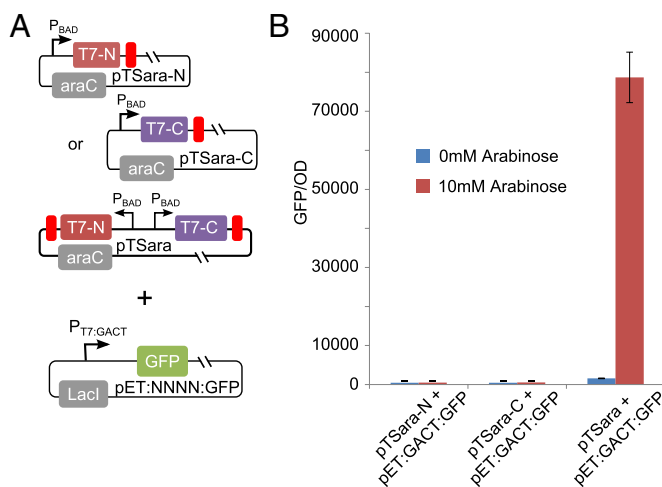 A
P_BAD
T7-N
araC
pTSara-N
or
P_BAD
T7-C
araC
pTSara-C
P_BAD P_BAD
T7-N
T7-C
araC
pTSara
+
P_T7:GACT
GFP
LacI
pET:NNNN:GFP
B
GFP/OD
90000
70000
50000
30000
10000
0
0mM Arabinose
10mM Arabinose
pTSara-N +
pET:GACT:GFP
pTSara-C +
pET:GACT:GFP
pTSara +
pET:GACT:GFP